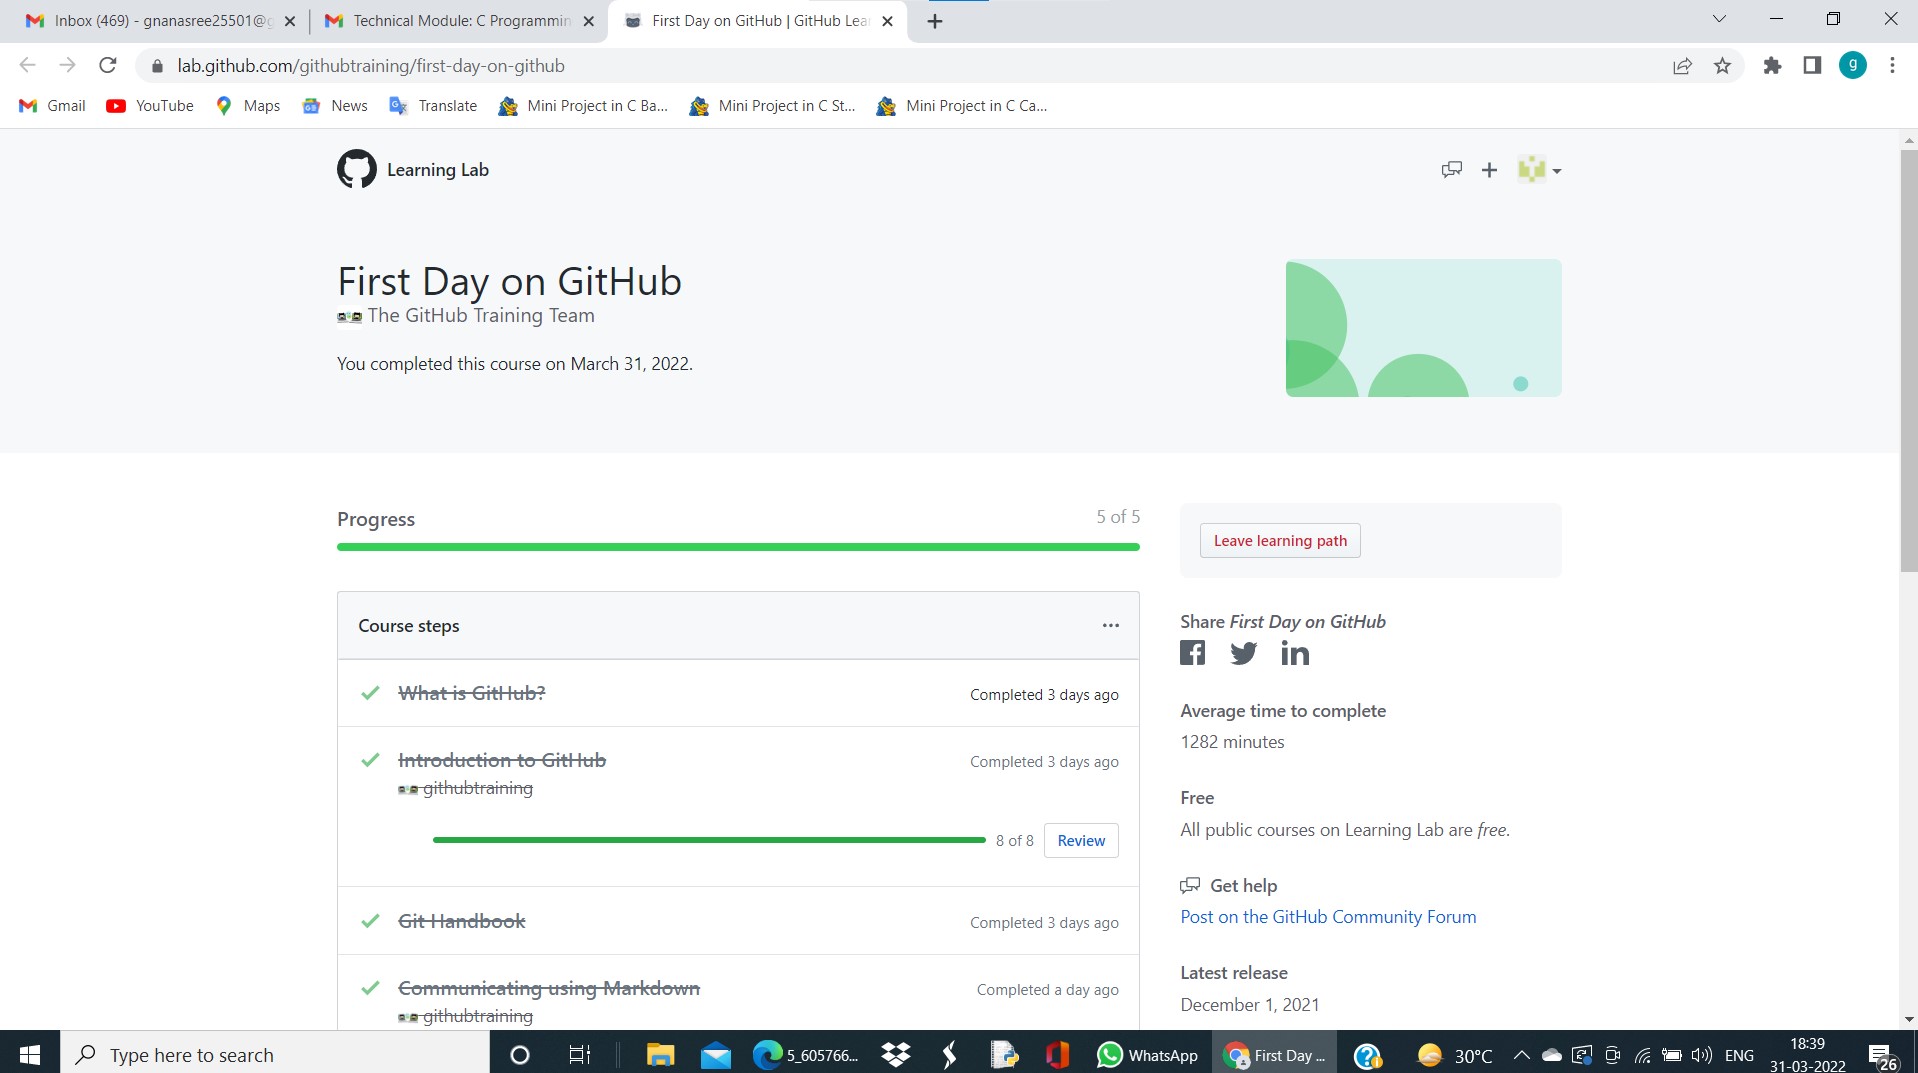 Inbox (469) - gnanasree25501@g
Technical Module: C Programmin
First Day on GitHub | GitHub Lea
lab.github.com/githubtraining/first-day-on-github
g
Gmail
YouTube
Maps
News
Translate
Mini Project in C Ba...
Mini Project in C St...
Mini Project in C Ca...
Learning Lab
First Day on GitHub
The GitHub Training Team
You completed this course on March 31, 2022.
Progress
5 of 5
Course steps
What is GitHub?
Completed 3 days ago
Introduction to GitHub
Completed 3 days ago
githubtraining
8 of 8
Review
Git Handbook
Completed 3 days ago
Communicating using Markdown
Completed a day ago
githubtraining
Leave learning path
Share First Day on GitHub
Average time to complete
1282 minutes
Free
All public courses on Learning Lab are free.
Get help
Post on the GitHub Community Forum
Latest release
December 1, 2021
Type here to search
5_605766...
WhatsApp
First Day ...
30°C
ENG
18:39
31-03-2022
26